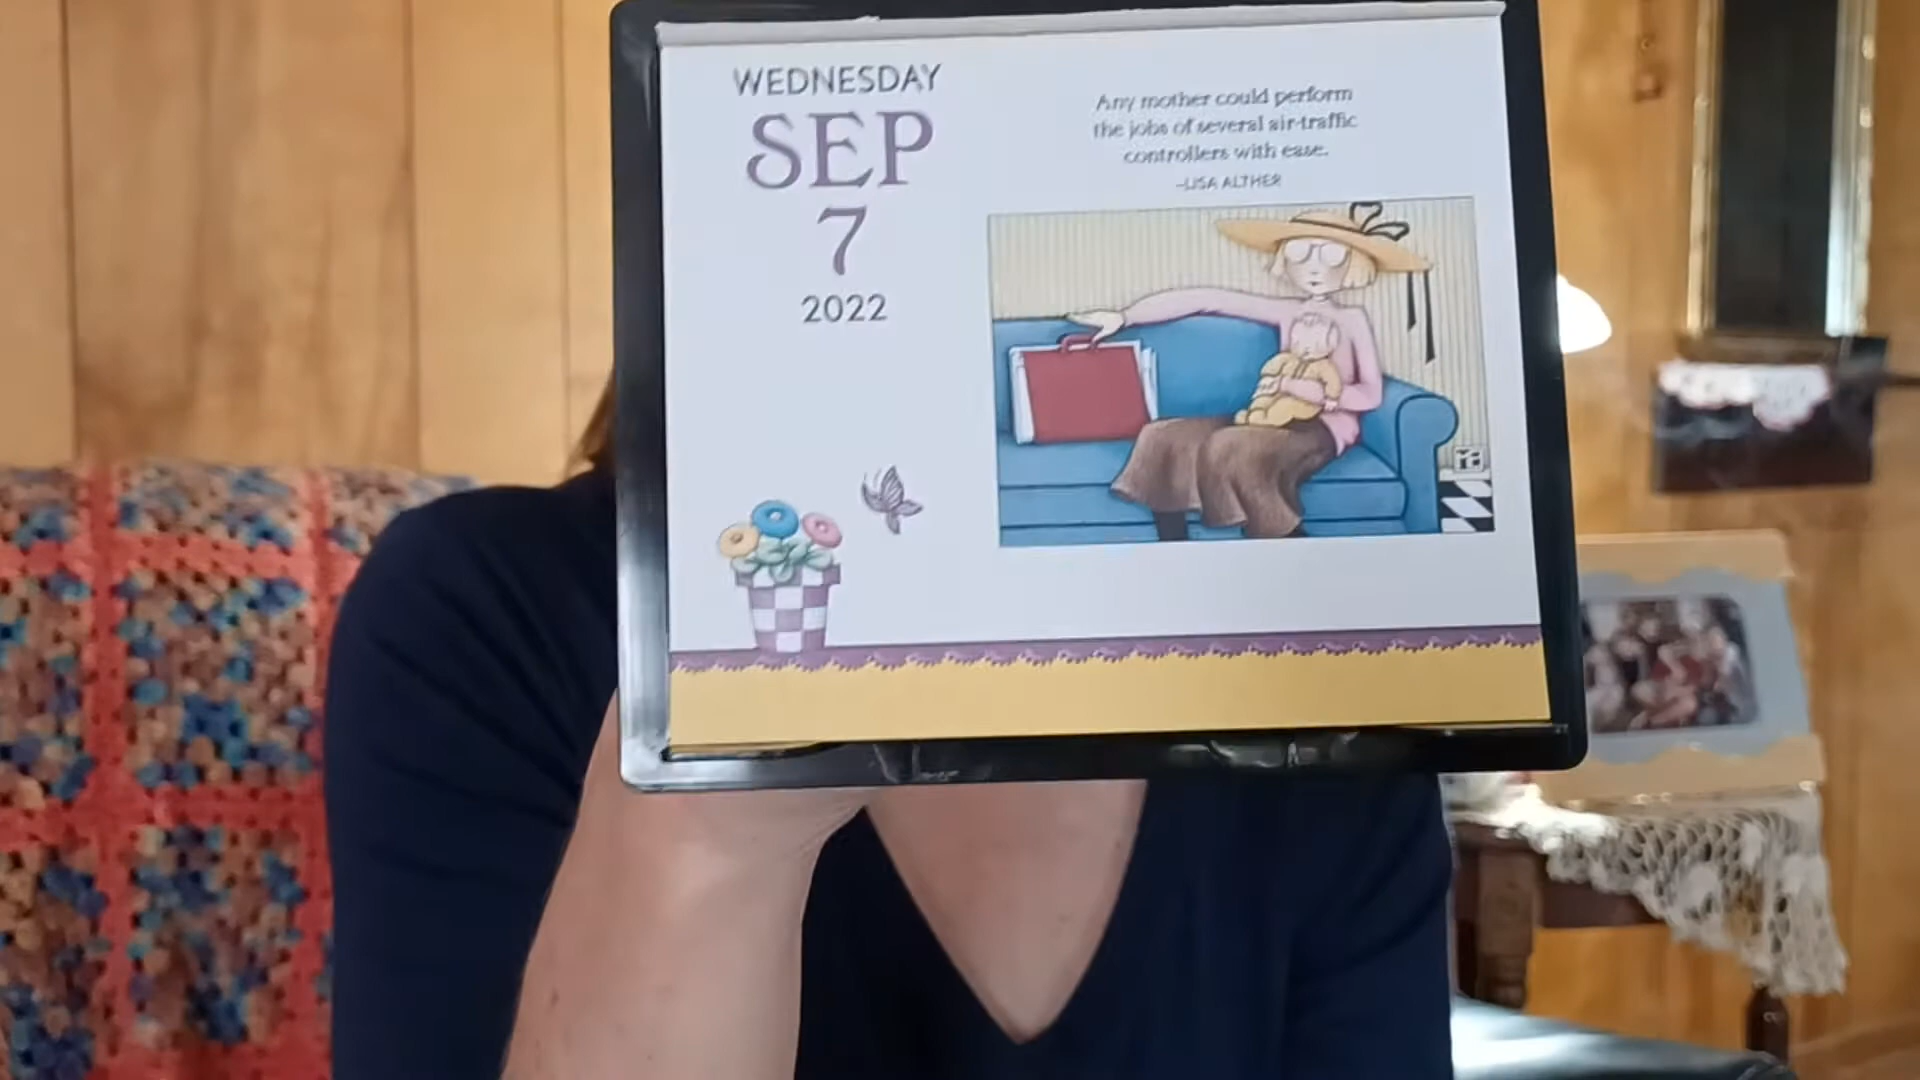 WEDNESDAY
SEP
7
2022
Any mother could perform
the jobs of several air-traffic
controllers with ease.
–LISA ALTHER